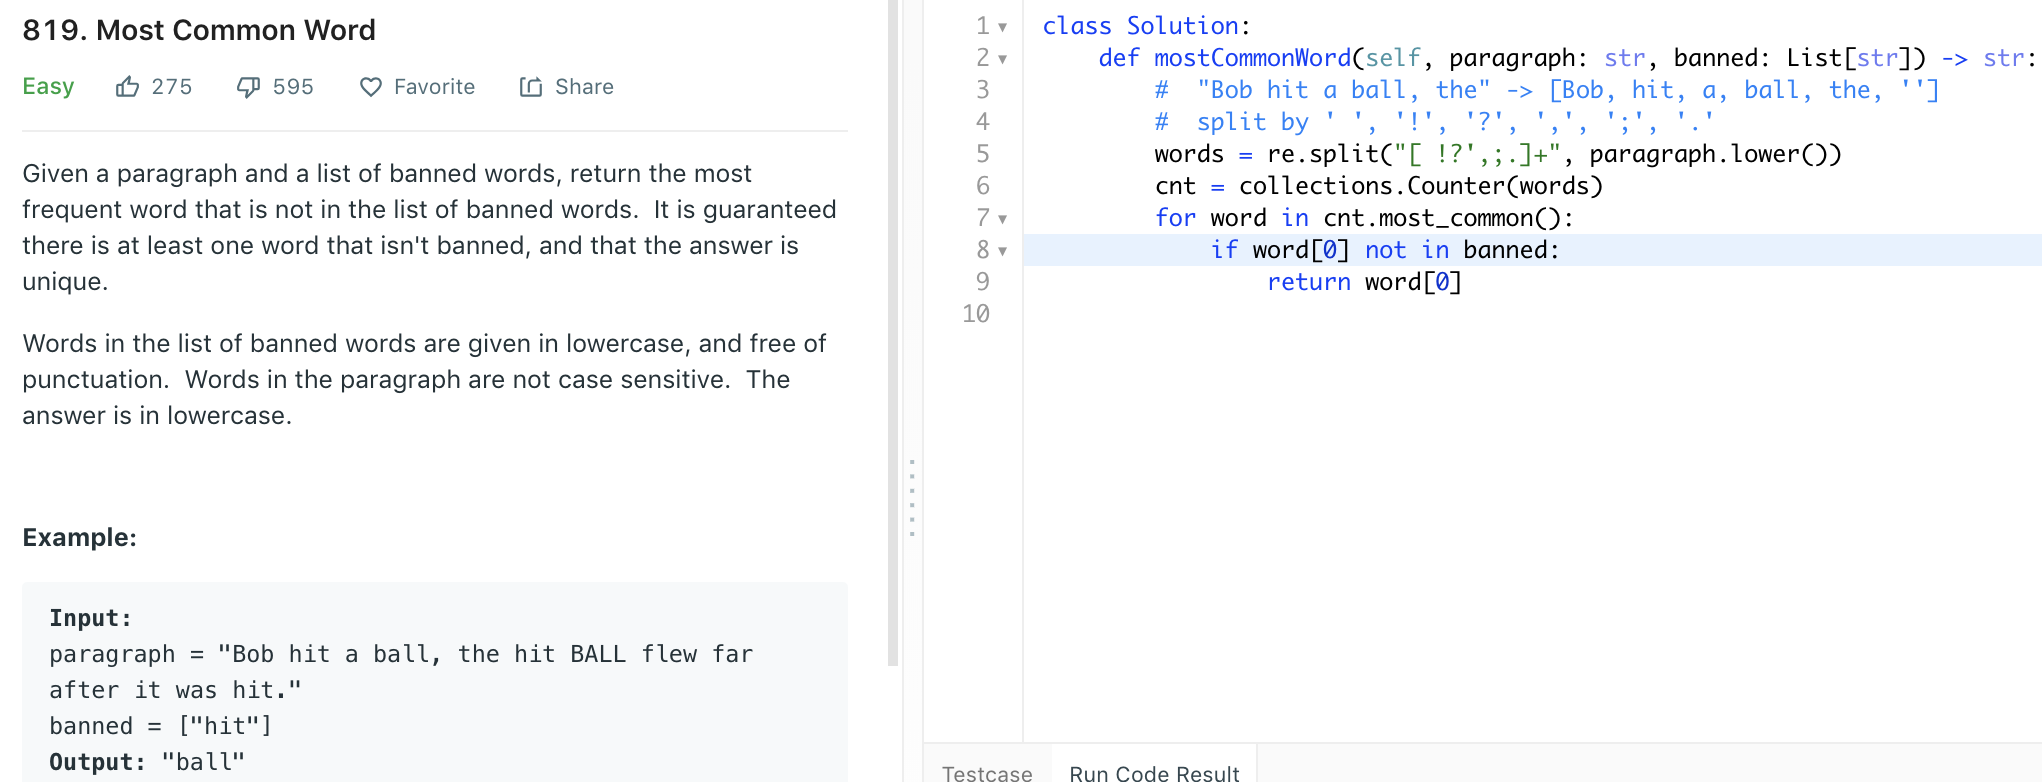 819. Most Common Word
Easy 275 595 Favorite Share
Given a paragraph and a list of banned words, return the most
frequent word that is not in the list of banned words.  It is guaranteed
there is at least one word that isn't banned, and that the answer is
unique.
Words in the list of banned words are given in lowercase, and free of
punctuation.  Words in the paragraph are not case sensitive.  The
answer is in lowercase.
Example:
Input:
paragraph = "Bob hit a ball, the hit BALL flew far
after it was hit."
banned = ["hit"]
Output: "ball"
1 class Solution:
2     def mostCommonWord(self, paragraph: str, banned: List[str]) -> str:
3         #  "Bob hit a ball, the" -> [Bob, hit, a, ball, the, '']
4         #  split by ' ', '!', '?', ',', ';', '.'
5         words = re.split("[ !?',;.]+", paragraph.lower())
6         cnt = collections.Counter(words)
7         for word in cnt.most_common():
8             if word[0] not in banned:
9                 return word[0]
10
Testcase Run Code Result